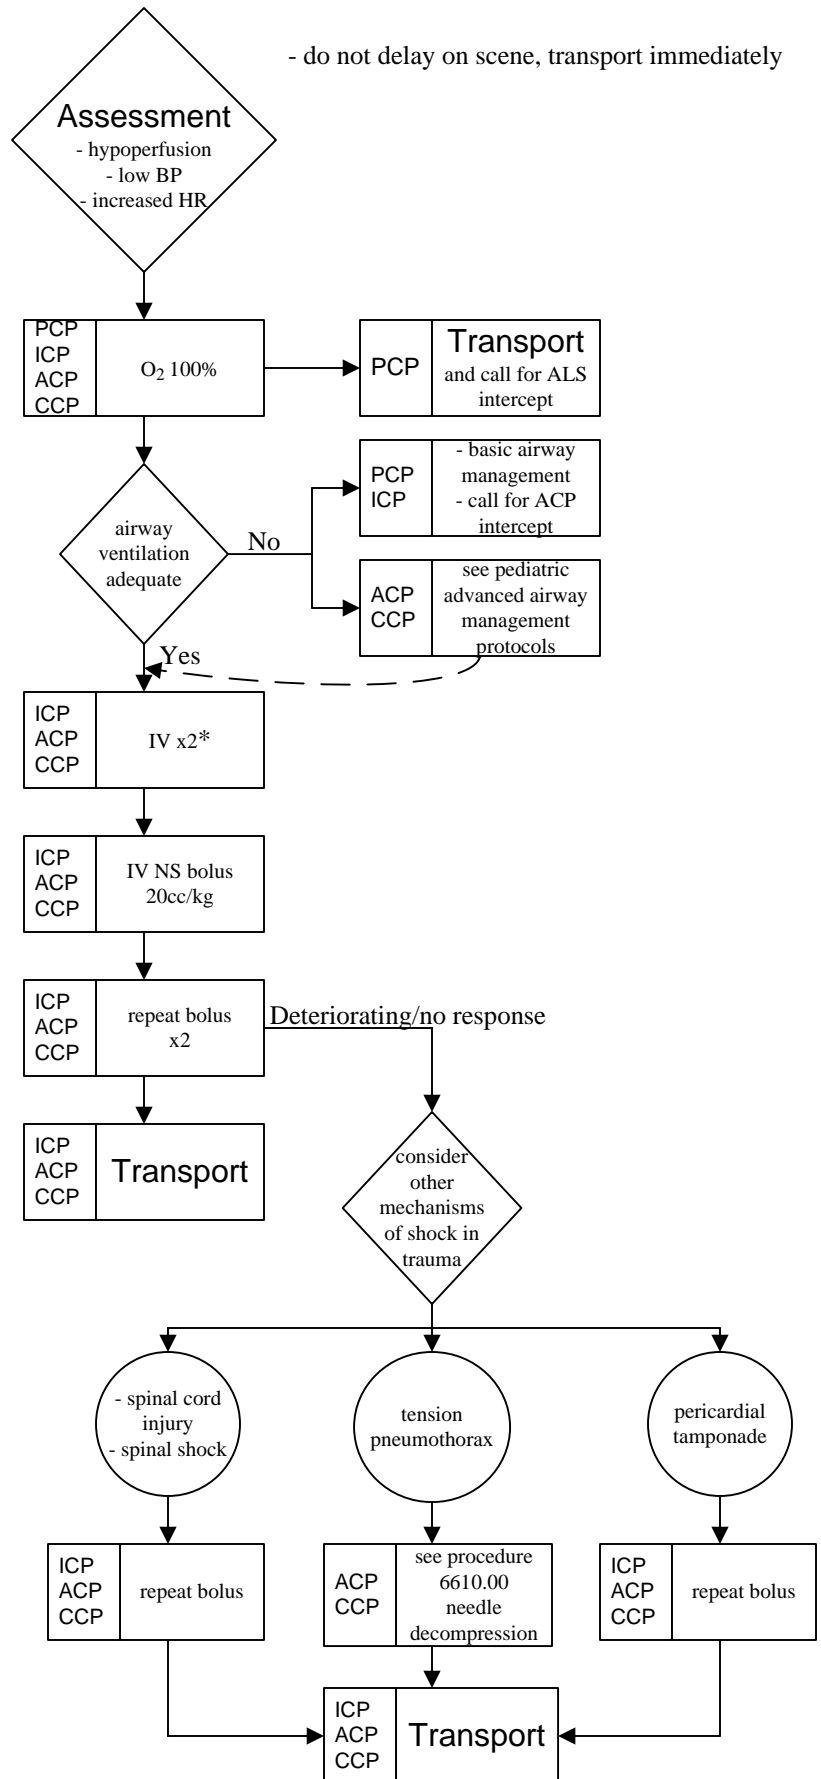 - do not delay on scene, transport immediately
Assessment
- hypoperfusion
- low BP
- increased HR
PCP
ICP
ACP
CCP
O2 100%
PCP
Transport
and call for ALS
intercept
airway
ventilation
adequate
No
PCP
ICP
- basic airway
management
- call for ACP
intercept
ACP
CCP
see pediatric
advanced airway
management
protocols
Yes
ICP
ACP
CCP
IV x2*
ICP
ACP
CCP
IV NS bolus
20cc/kg
ICP
ACP
CCP
repeat bolus
x2
Deteriorating/no response
ICP
ACP
CCP
Transport
consider
other
mechanisms
of shock in
trauma
- spinal cord
injury
- spinal shock
tension
pneumothorax
pericardial
tamponade
ICP
ACP
CCP
repeat bolus
ACP
CCP
see procedure
6610.00
needle
decompression
ICP
ACP
CCP
repeat bolus
ICP
ACP
CCP
Transport